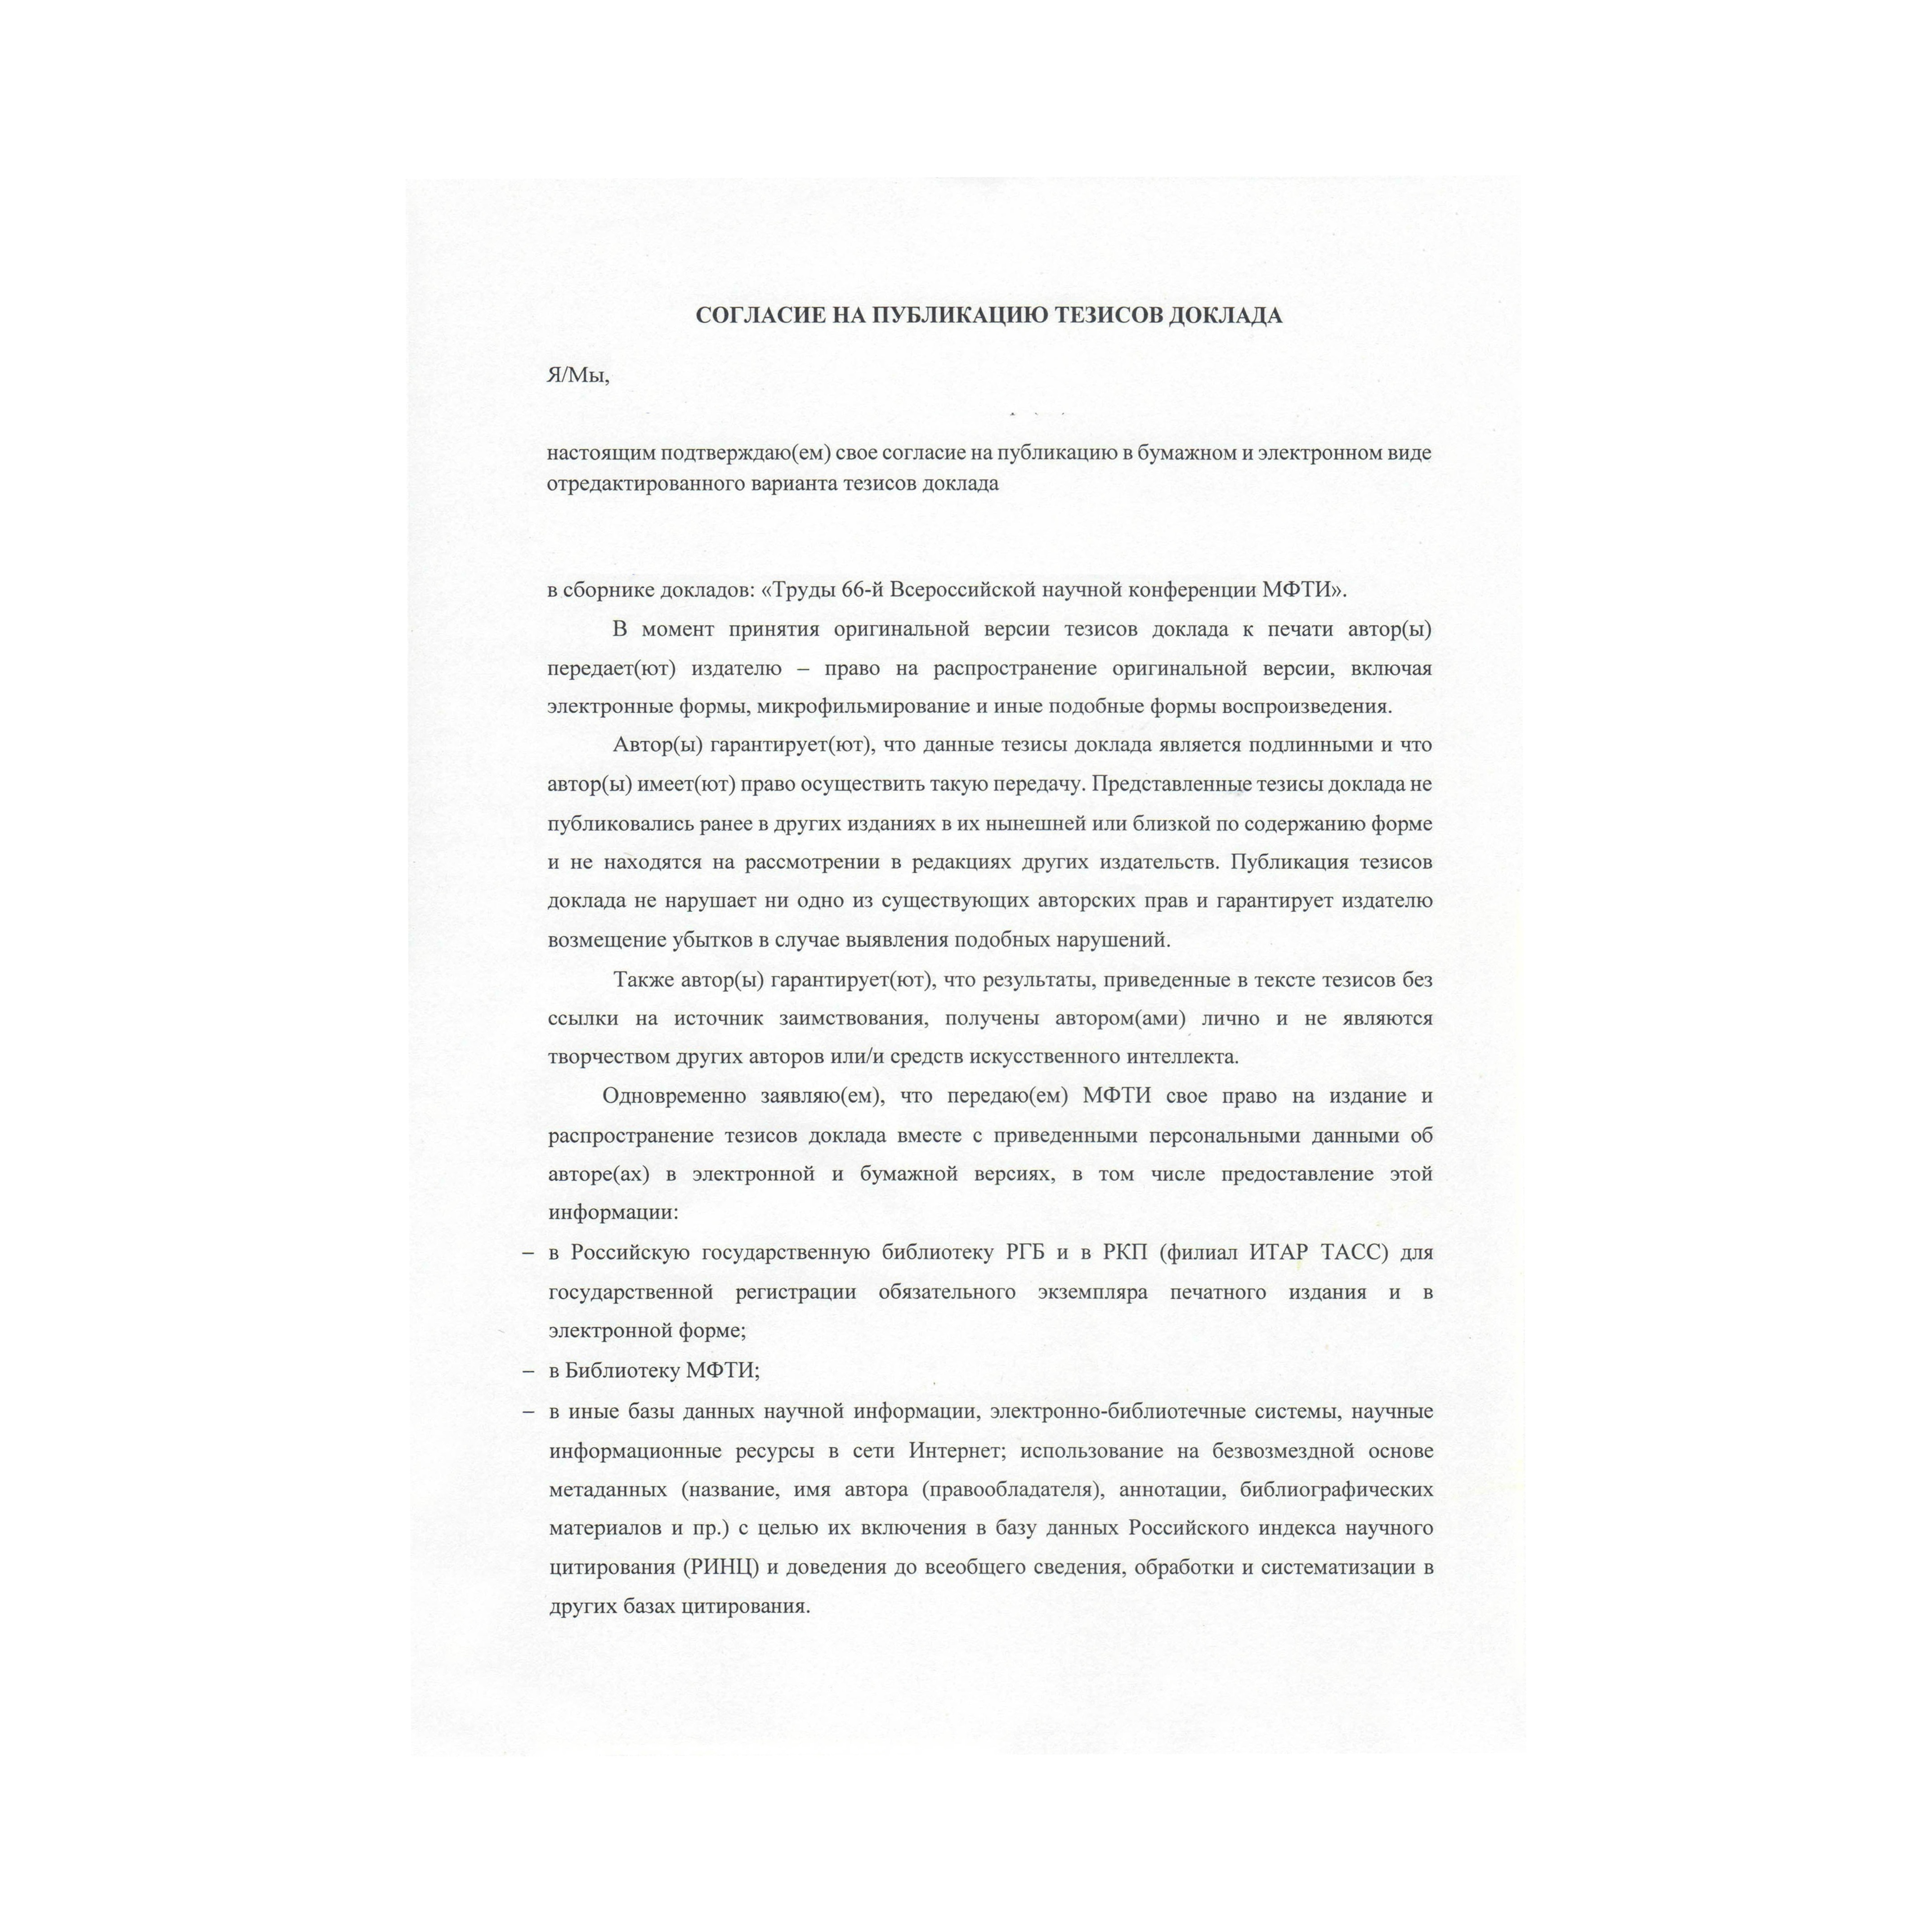 СОГЛАСИЕ НА ПУБЛИКАЦИЮ ТЕЗИСОВ ДОКЛАДА
Я/Мы,
настоящим подтверждаю(ем) свое согласие на публикацию в бумажном и электронном виде
отредактированного варианта тезисов доклада
в сборнике докладов: «Труды 66-й Всероссийской научной конференции МФТИ».
В момент принятия оригинальной версии тезисов доклада к печати автор(ы)
передает(ют) издателю – право на распространение оригинальной версии, включая
электронные формы, микрофильмирование и иные подобные формы воспроизведения.
Автор(ы) гарантирует(ют), что данные тезисы доклада является подлинными и что
автор(ы) имеет(ют) право осуществить такую передачу. Представленные тезисы доклада не
публиковались ранее в других изданиях в их нынешней или близкой по содержанию форме
и не находятся на рассмотрении в редакциях других издательств. Публикация тезисов
доклада не нарушает ни одно из существующих авторских прав и гарантирует издателю
возмещение убытков в случае выявления подобных нарушений.
Также автор(ы) гарантирует(ют), что результаты, приведенные в тексте тезисов без
ссылки на источник заимствования, получены автором(ами) лично и не являются
творчеством других авторов или/и средств искусственного интеллекта.
Одновременно заявляю(ем), что передаю(ем) МФТИ свое право на издание и
распространение тезисов доклада вместе с приведенными персональными данными об
авторе(ах) в электронной и бумажной версиях, в том числе предоставление этой
информации:
– в Российскую государственную библиотеку РГБ и в РКП (филиал ИТАР ТАСС) для
государственной регистрации обязательного экземпляра печатного издания и в
электронной форме;
– в Библиотеку МФТИ;
– в иные базы данных научной информации, электронно-библиотечные системы, научные
информационные ресурсы в сети Интернет; использование на безвозмездной основе
метаданных (название, имя автора (правообладателя), аннотации, библиографических
материалов и пр.) с целью их включения в базу данных Российского индекса научного
цитирования (РИНЦ) и доведения до всеобщего сведения, обработки и систематизации в
других базах цитирования.